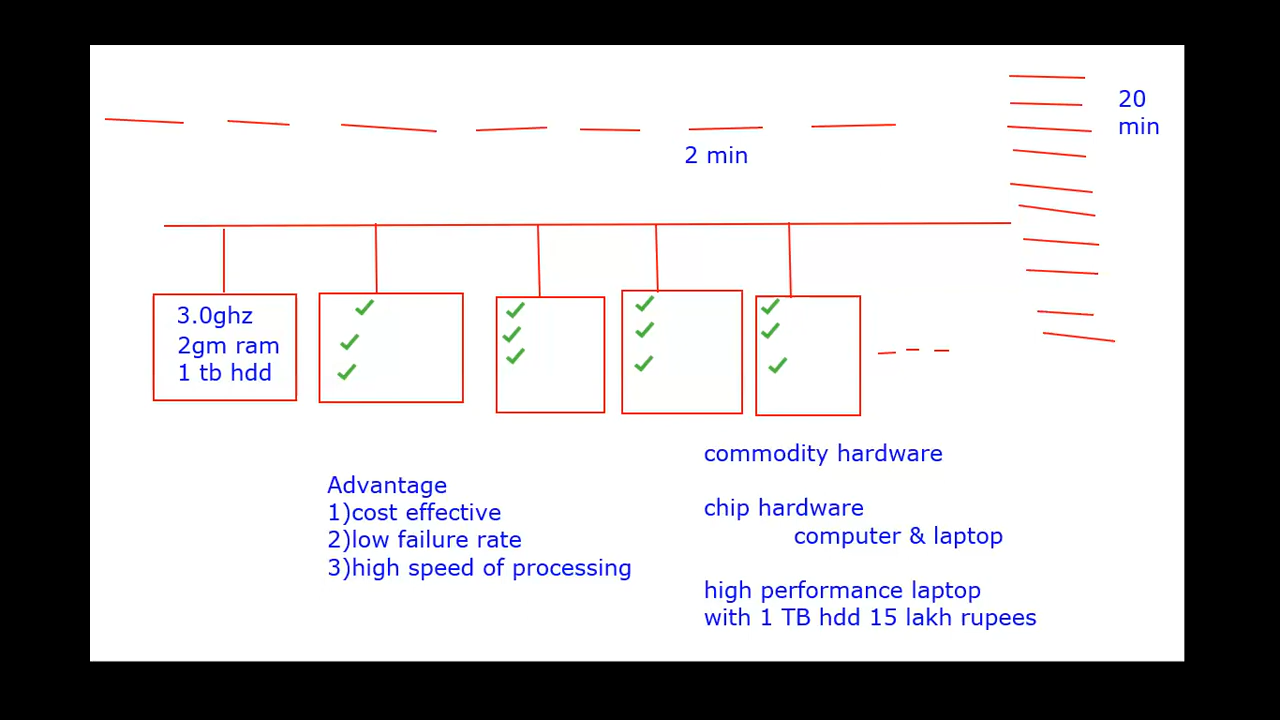 20
min
2 min
3.0ghz
2gm ram
1 tb hdd
Advantage
1)cost effective
2)low failure rate
3)high speed of processing
commodity hardware
chip hardware
computer & laptop
high performance laptop
with 1 TB hdd 15 lakh rupees